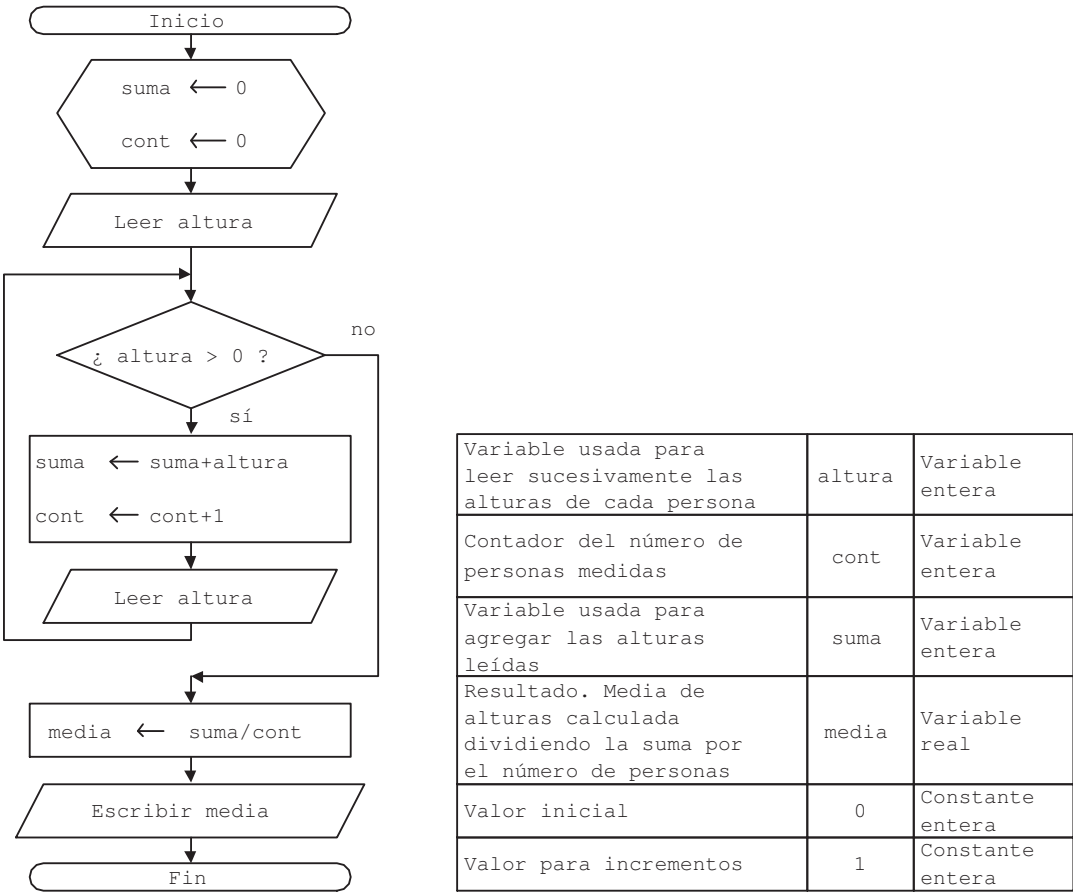 Inicio
suma ← 0
cont ← 0
Leer altura
¿ altura > 0 ?
no
sí
suma ← suma+altura
cont ← cont+1
Leer altura
media ← suma/cont
Escribir media
Fin
Variable usada para
leer sucesivamente las
alturas de cada persona
altura
Variable
entera
Contador del número de
personas medidas
cont
Variable
entera
Variable usada para
agregar las alturas
leídas
suma
Variable
entera
Resultado. Media de
alturas calculada
dividiendo la suma por
el número de personas
media
Variable
real
Valor inicial
0
Constante
entera
Valor para incrementos
1
Constante
entera